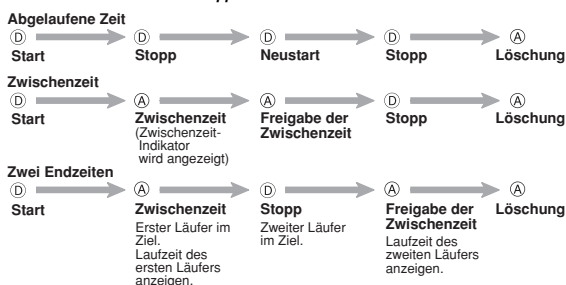 Abgelaufene Zeit
D D D D A
Start Stopp Neustart Stopp Löschung
Zwischenzeit
D A A D A
Start Zwischenzeit Freigabe der Stopp Löschung
(Zwischenzeit- Zwischenzeit
Indikator
wird angezeigt)
Zwei Endzeiten
D A D A A
Start Zwischenzeit Stopp Freigabe der Löschung
Zwischenzeit
Erster Läufer im Zweiter Läufer
Ziel. im Ziel. Laufzeit des
Laufzeit des zweiten Läufers
ersten Läufers anzeigen.
anzeigen.